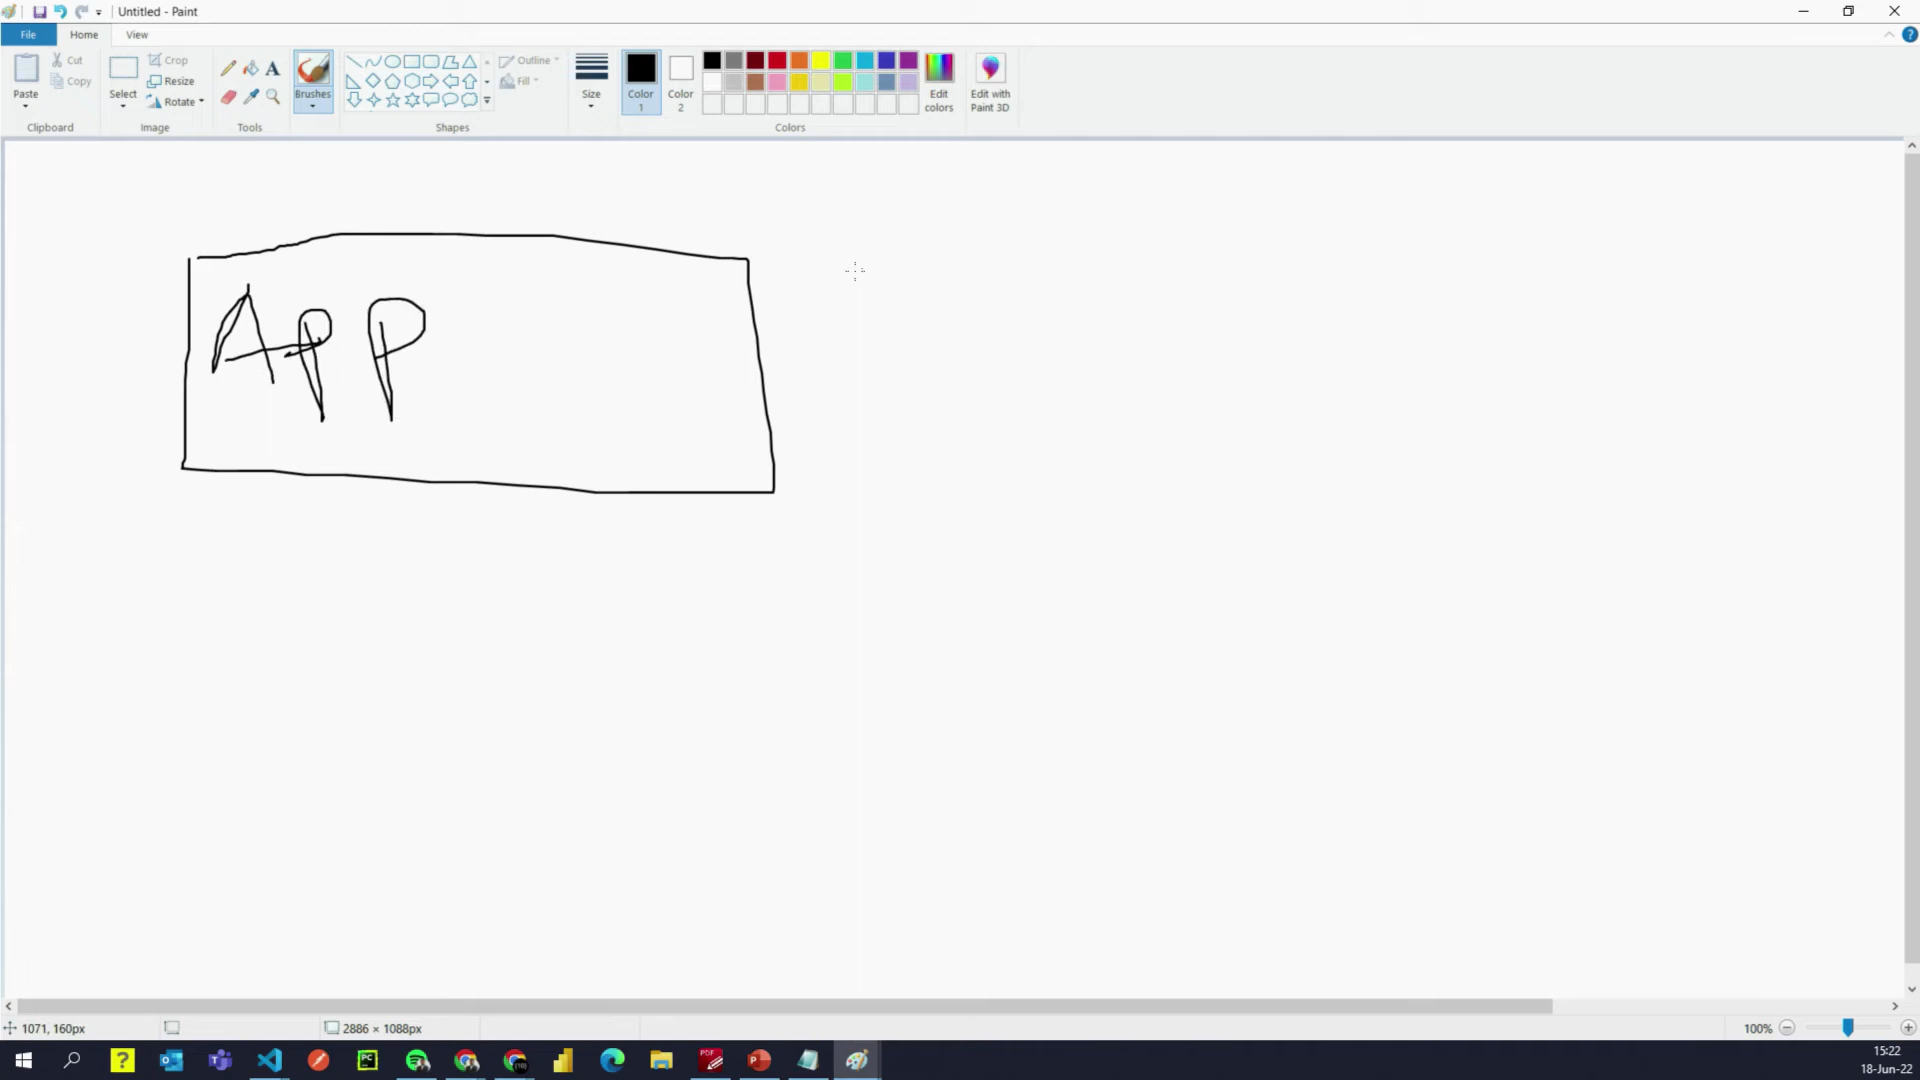 Untitled - Paint
File Home View
Paste
Cut
Copy
Clipboard
Select
Crop
Resize
Rotate
Image
A
Tools
Brushes
Outline
Fill
Shapes
Size
Color 1
Color 2
Edit colors
Colors
Edit with Paint 3D
App
1071, 160px
2886 × 1088px
100%
15:22
18-Jun-22